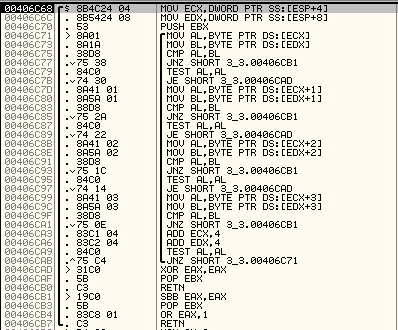 00406C68 $ 8B4C24 04 MOV ECX,DWORD PTR SS:[ESP+4]
00406C6C . 8B5424 08 MOV EDX,DWORD PTR SS:[ESP+8]
00406C70 . 53 PUSH EBX
00406C71 > 8A01 MOV AL,BYTE PTR DS:[ECX]
00406C73 . 8A1A MOV BL,BYTE PTR DS:[EDX]
00406C75 . 38D8 CMP AL,BL
00406C77 . 75 38 JNZ SHORT 3_3.00406CB1
00406C79 . 84C0 TEST AL,AL
00406C7B . 74 30 JE SHORT 3_3.00406CAD
00406C7D . 8A41 01 MOV AL,BYTE PTR DS:[ECX+1]
00406C80 . 8A5A 01 MOV BL,BYTE PTR DS:[EDX+1]
00406C83 . 38D8 CMP AL,BL
00406C85 . 75 2A JNZ SHORT 3_3.00406CB1
00406C87 . 84C0 TEST AL,AL
00406C89 . 74 22 JE SHORT 3_3.00406CAD
00406C8B . 8A41 02 MOV AL,BYTE PTR DS:[ECX+2]
00406C8E . 8A5A 02 MOV BL,BYTE PTR DS:[EDX+2]
00406C91 . 38D8 CMP AL,BL
00406C93 . 75 1C JNZ SHORT 3_3.00406CB1
00406C95 . 84C0 TEST AL,AL
00406C97 . 74 14 JE SHORT 3_3.00406CAD
00406C99 . 8A41 03 MOV AL,BYTE PTR DS:[ECX+3]
00406C9C . 8A5A 03 MOV BL,BYTE PTR DS:[EDX+3]
00406C9F . 38D8 CMP AL,BL
00406CA1 . 75 0E JNZ SHORT 3_3.00406CB1
00406CA3 . 83C1 04 ADD ECX,4
00406CA6 . 83C2 04 ADD EDX,4
00406CA9 . 84C0 TEST AL,AL
00406CAB . 75 C4 JNZ SHORT 3_3.00406C71
00406CAD > 31C0 XOR EAX,EAX
00406CAF . 5B POP EBX
00406CB0 . C3 RETN
00406CB1 > 19C0 SBB EAX,EAX
00406CB3 . 5B POP EBX
00406CB4 . 83C8 01 OR EAX,1
00406CB7 . C3 RETN